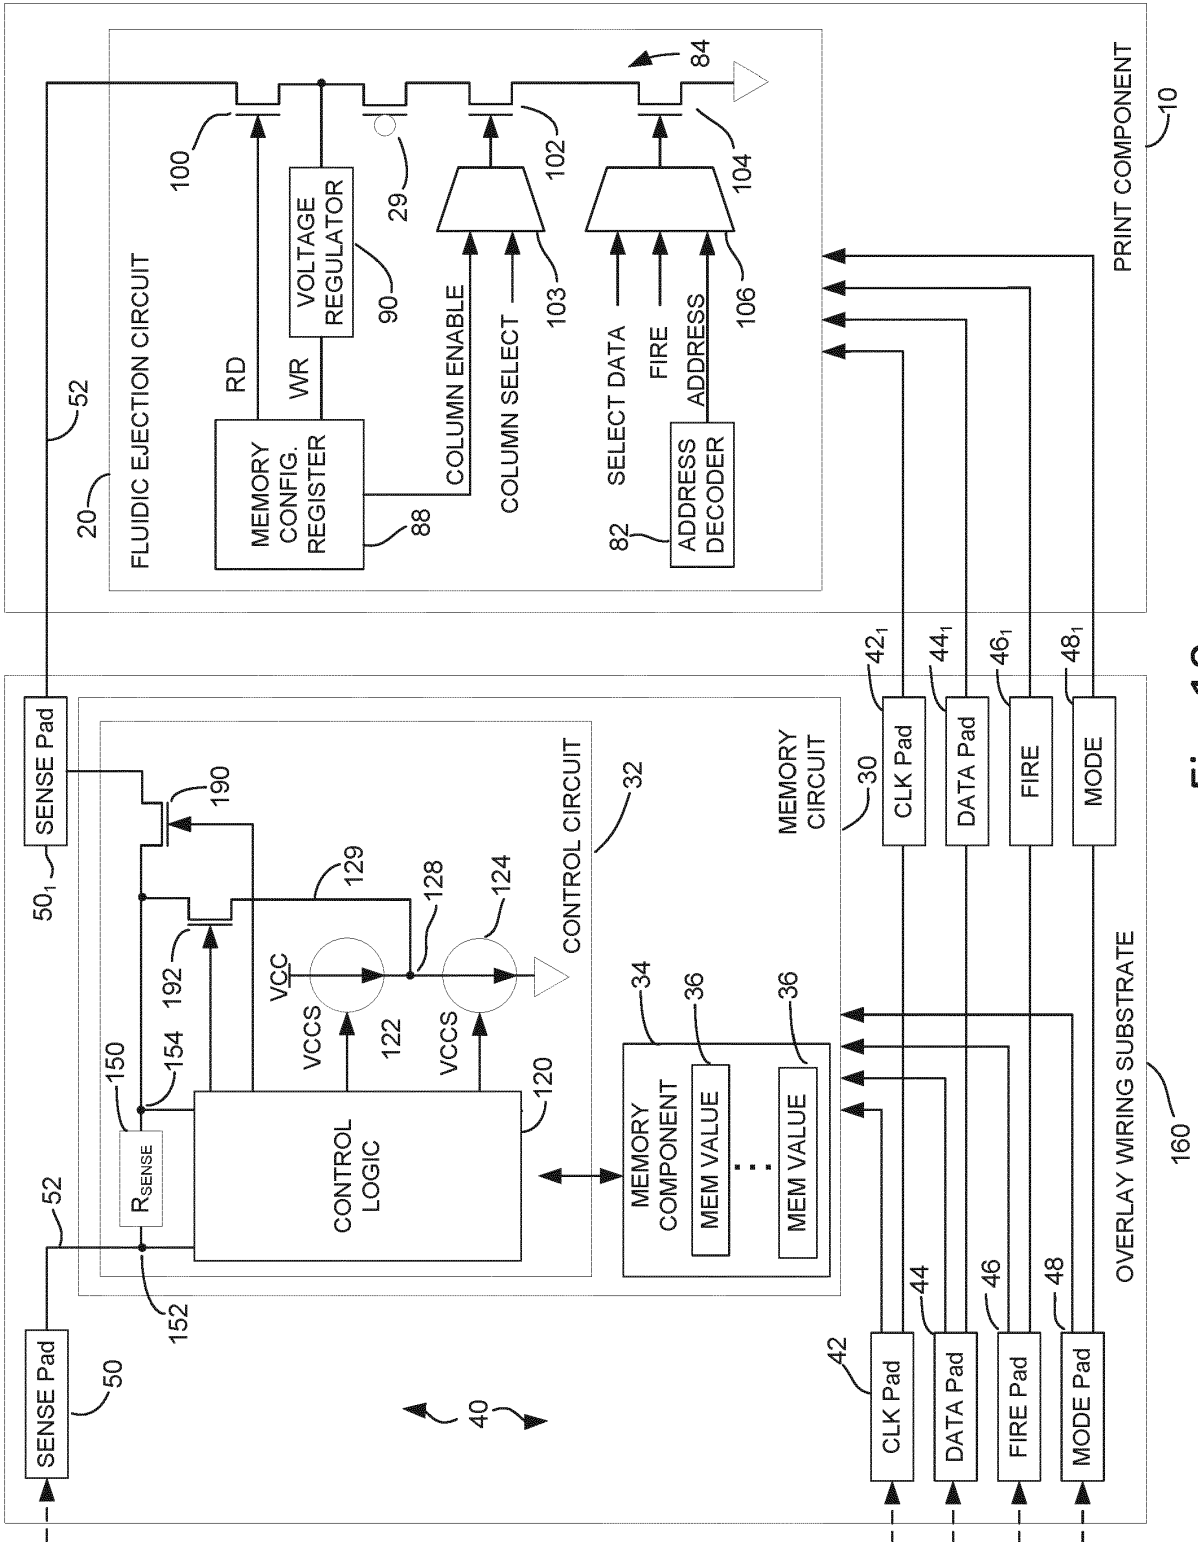 SENSE Pad
50
52
152
RSENSE
150
154
192
190
SENSE Pad
50₁
52
CONTROL
LOGIC
120
VCC
VCCS
122
VCCS
124
128
129
CONTROL CIRCUIT
32
MEMORY
COMPONENT
34
MEM VALUE
36
MEM VALUE
36
MEMORY
CIRCUIT
30
40
CLK Pad
42
DATA Pad
44
FIRE Pad
46
MODE Pad
48
CLK Pad
42₁
DATA Pad
44₁
FIRE
46₁
MODE
48₁
OVERLAY WIRING SUBSTRATE
160
20
FLUIDIC EJECTION CIRCUIT
MEMORY
CONFIG.
REGISTER
88
RD
WR
VOLTAGE
REGULATOR
90
100
29
102
COLUMN ENABLE
COLUMN SELECT
103
104
84
SELECT DATA
FIRE
ADDRESS
106
ADDRESS
DECODER
82
PRINT COMPONENT
10